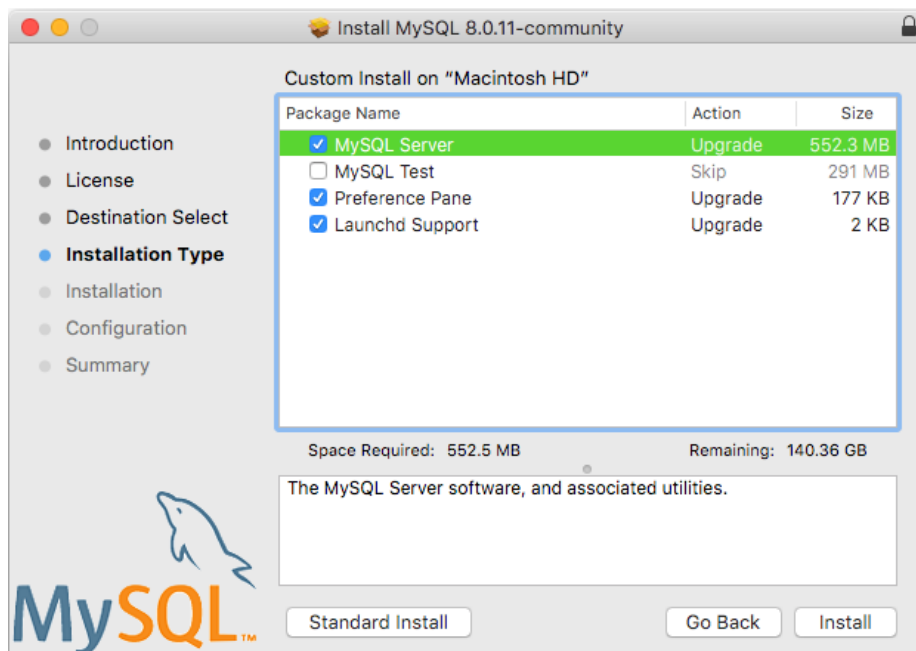 Install MySQL 8.0.11-community
Custom Install on “Macintosh HD”
Package Name Action Size
MySQL Server Upgrade 552.3 MB
MySQL Test Skip 291 MB
Preference Pane Upgrade 177 KB
Launchd Support Upgrade 2 KB
Introduction
License
Destination Select
Installation Type
Installation
Configuration
Summary
Space Required: 552.5 MB Remaining: 140.36 GB
The MySQL Server software, and associated utilities.
MySQL™
Standard Install Go Back Install